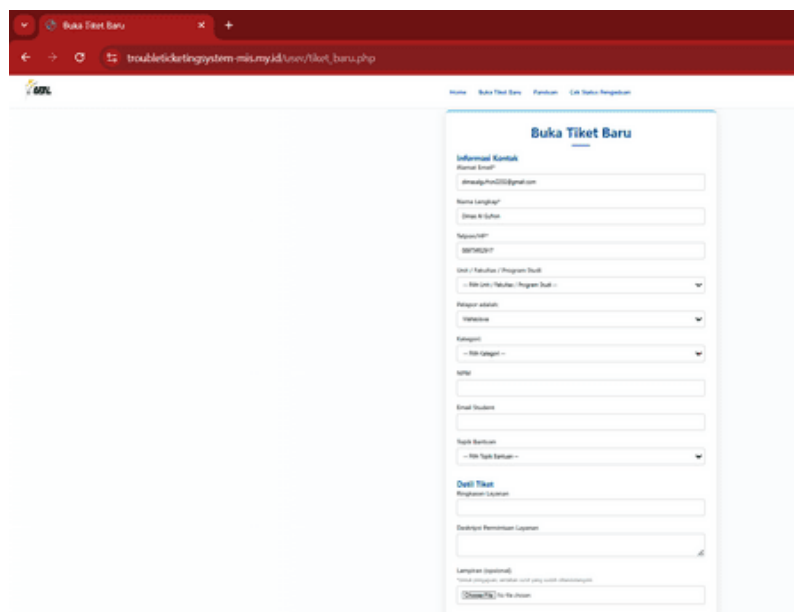 Buka Tiket Baru
troubleticketingsystem-mis.my.id/user/tiket_baru.php
UBL
Home Buka Tiket Baru Panduan Cek Status Pengaduan
Buka Tiket Baru
Informasi Kontak
Alamat Email*
Nama Lengkap*
Dimas Al Gufron
Telpon/HP*
Unit / Fakultas / Program Studi
-- Pilih Unit / Fakultas / Program Studi --
Pelapor adalah:
Mahasiswa
Kategori:
-- Pilih Kategori --
NPM
Email Student
Topik Bantuan
-- Pilih Topik Bantuan --
Detil Tiket
Ringkasan Layanan
Deskripsi Permintaan Layanan
Lampiran (opsional)
Choose File No file chosen